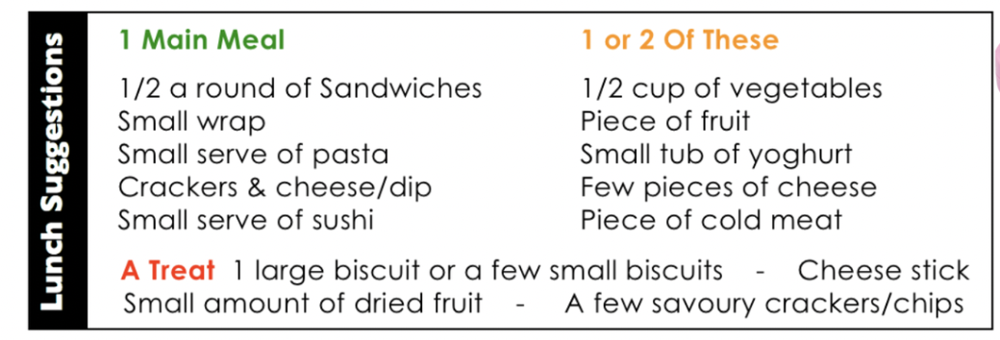 Lunch Suggestions
1 Main Meal
1/2 a round of Sandwiches
Small wrap
Small serve of pasta
Crackers & cheese/dip
Small serve of sushi
1 or 2 Of These
1/2 cup of vegetables
Piece of fruit
Small tub of yoghurt
Few pieces of cheese
Piece of cold meat
A Treat 1 large biscuit or a few small biscuits - Cheese stick
Small amount of dried fruit - A few savoury crackers/chips